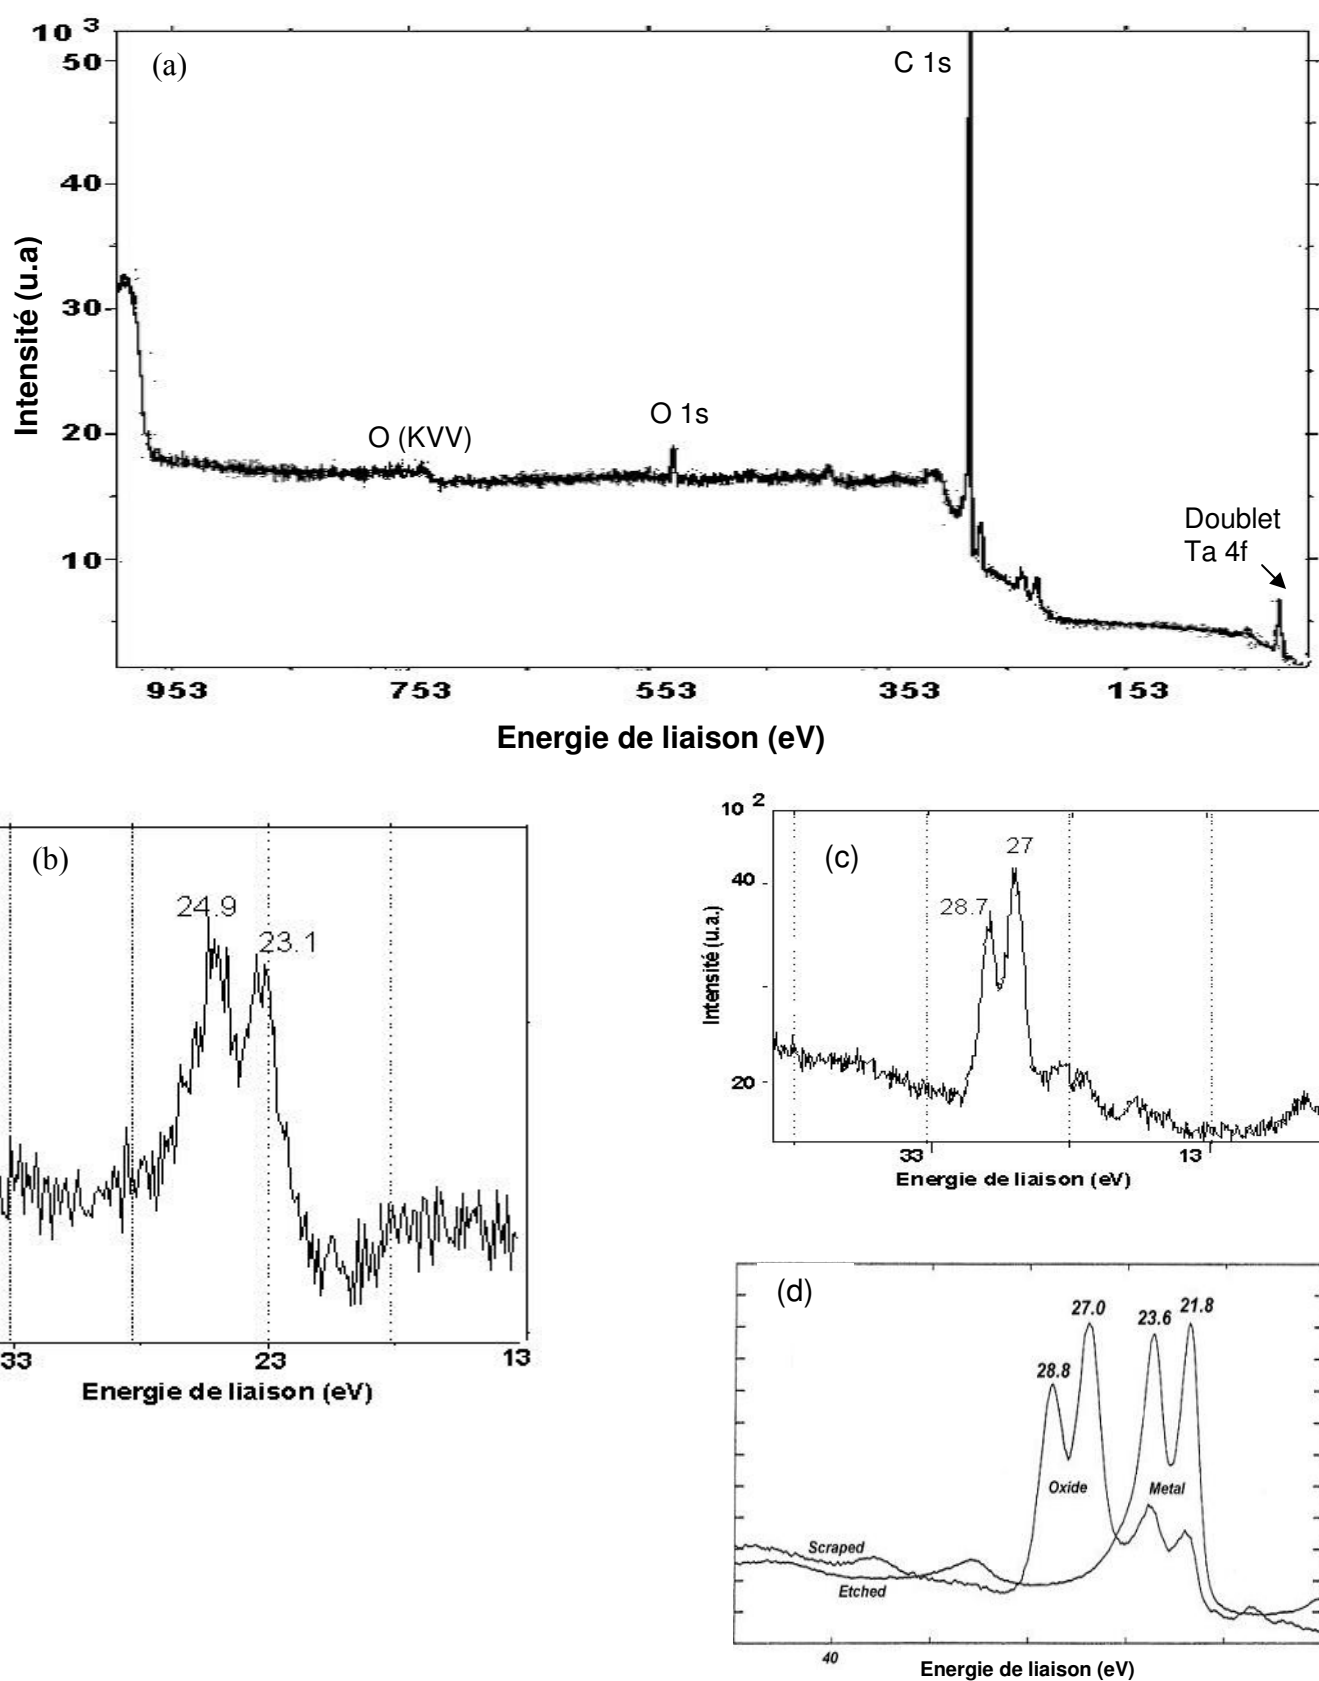 10 3
50
40
30
20
10
Intensité (u.a)
(a)
C 1s
O (KVV)
O 1s
Doublet
Ta 4f
953
753
553
353
153
Energie de liaison (eV)
(b)
24.9
23.1
33
23
13
Energie de liaison (eV)
10 2
40
20
Intensité (u.a.)
(c)
27
28.7
33
13
Energie de liaison (eV)
(d)
27.0
23.6
21.8
28.8
Oxide
Metal
Scraped
Etched
40
Energie de liaison (eV)